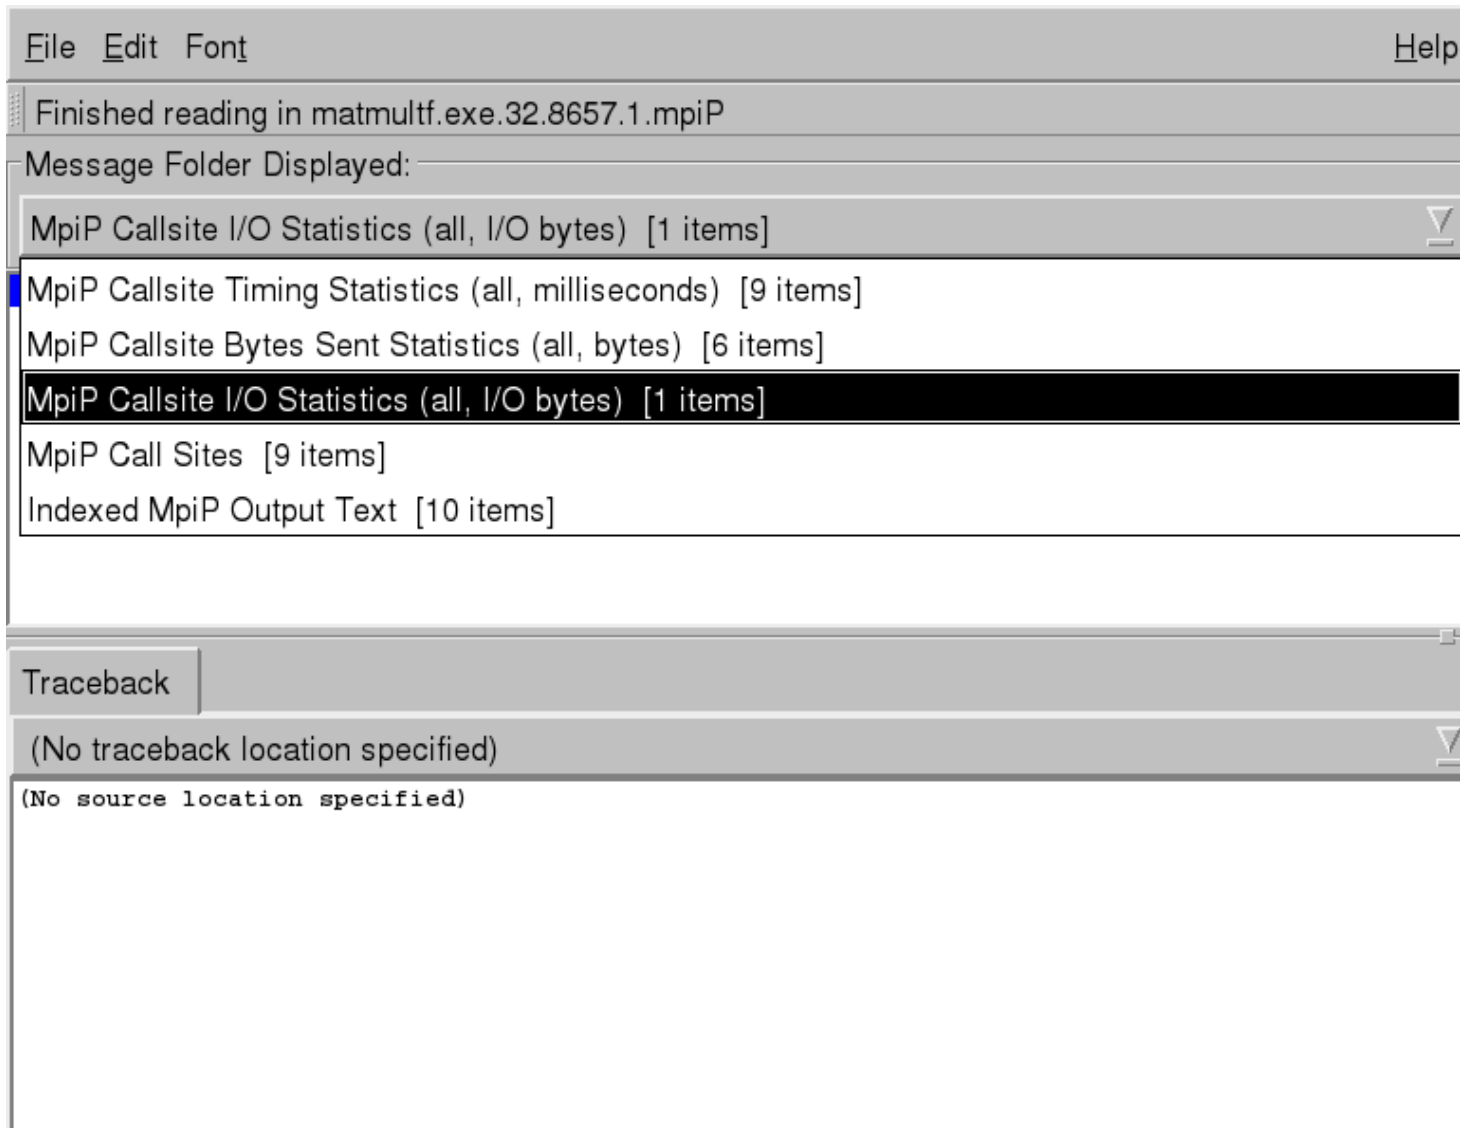 File Edit Font Help
Finished reading in matmultf.exe.32.8657.1.mpiP
Message Folder Displayed:
MpiP Callsite I/O Statistics (all, I/O bytes) [1 items]
MpiP Callsite Timing Statistics (all, milliseconds) [9 items]
MpiP Callsite Bytes Sent Statistics (all, bytes) [6 items]
MpiP Callsite I/O Statistics (all, I/O bytes) [1 items]
MpiP Call Sites [9 items]
Indexed MpiP Output Text [10 items]
Traceback
(No traceback location specified)
(No source location specified)